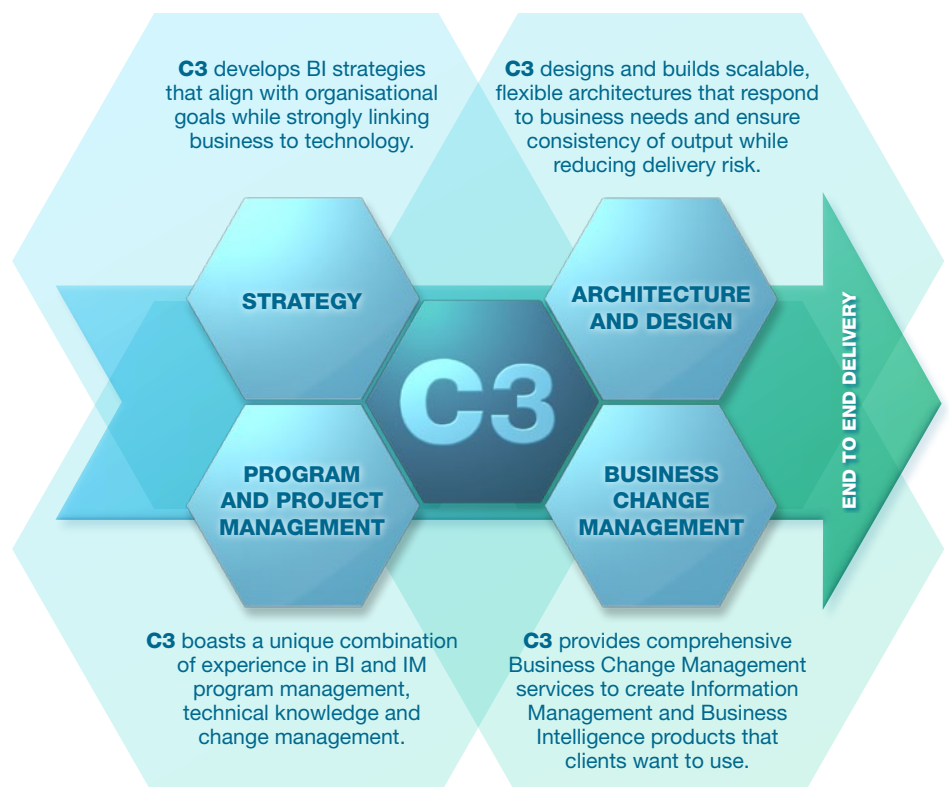 C3 develops BI strategies
that align with organisational
goals while strongly linking
business to technology.
C3 designs and builds scalable,
flexible architectures that respond
to business needs and ensure
consistency of output while
reducing delivery risk.
STRATEGY
ARCHITECTURE
AND DESIGN
C3
END TO END DELIVERY
PROGRAM
AND PROJECT
MANAGEMENT
BUSINESS
CHANGE
MANAGEMENT
C3 boasts a unique combination
of experience in BI and IM
program management,
technical knowledge and
change management.
C3 provides comprehensive
Business Change Management
services to create Information
Management and Business
Intelligence products that
clients want to use.